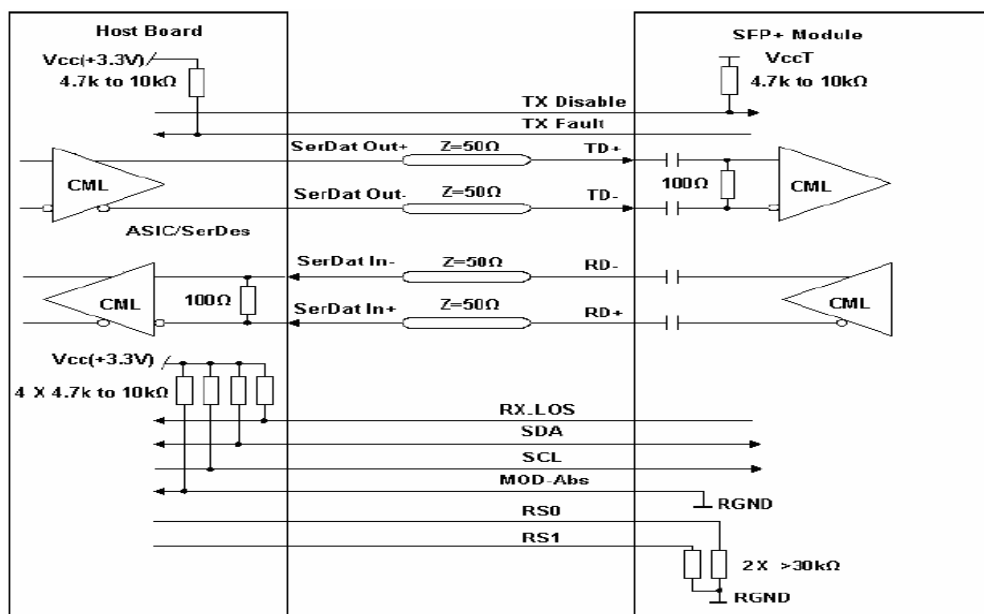 Host Board
SFP+ Module
Vcc(+3.3V)
4.7k to 10kΩ
VccT
4.7k to 10kΩ
TX Disable
TX Fault
SerDat Out+
Z=50Ω
TD+
CML
100Ω
CML
SerDat Out-
Z=50Ω
TD-
ASIC/SerDes
SerDat In-
Z=50Ω
RD-
100Ω
CML
CML
SerDat In+
Z=50Ω
RD+
Vcc(+3.3V)
4 X 4.7k to 10kΩ
RX-LOS
SDA
SCL
MOD-Abs
RGND
RS0
RS1
2 X >30kΩ
RGND